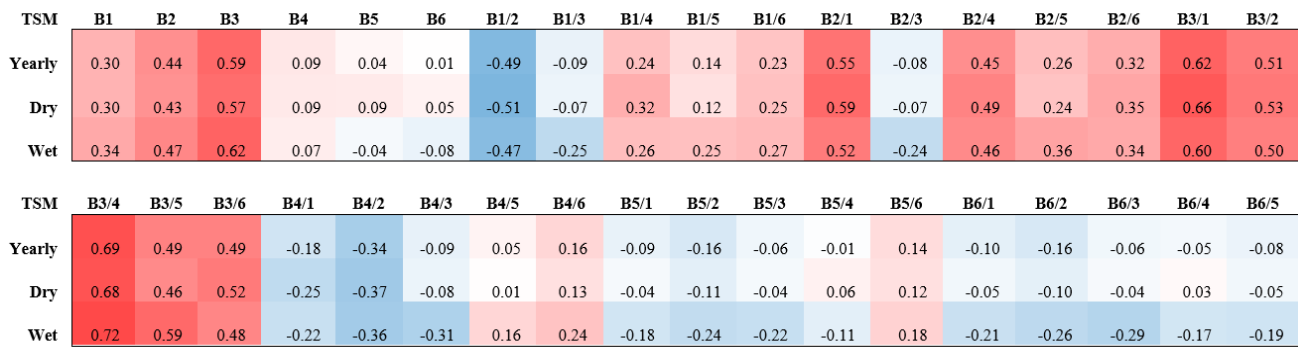 TSM B1 B2 B3 B4 B5 B6 B1/2 B1/3 B1/4 B1/5 B1/6 B2/1 B2/3 B2/4 B2/5 B2/6 B3/1 B3/2
Yearly 0.30 0.44 0.59 0.09 0.04 0.01 -0.49 -0.09 0.24 0.14 0.23 0.55 -0.08 0.45 0.26 0.32 0.62 0.51
Dry 0.30 0.43 0.57 0.09 0.09 0.05 -0.51 -0.07 0.32 0.12 0.25 0.59 -0.07 0.49 0.24 0.35 0.66 0.53
Wet 0.34 0.47 0.62 0.07 -0.04 -0.08 -0.47 -0.25 0.26 0.25 0.27 0.52 -0.24 0.46 0.36 0.34 0.60 0.50
TSM B3/4 B3/5 B3/6 B4/1 B4/2 B4/3 B4/5 B4/6 B5/1 B5/2 B5/3 B5/4 B5/6 B6/1 B6/2 B6/3 B6/4 B6/5
Yearly 0.69 0.49 0.49 -0.18 -0.34 -0.09 0.05 0.16 -0.09 -0.16 -0.06 -0.01 0.14 -0.10 -0.16 -0.06 -0.05 -0.08
Dry 0.68 0.46 0.52 -0.25 -0.37 -0.08 0.01 0.13 -0.04 -0.11 -0.04 0.06 0.12 -0.05 -0.10 -0.04 0.03 -0.05
Wet 0.72 0.59 0.48 -0.22 -0.36 -0.31 0.16 0.24 -0.18 -0.24 -0.22 -0.11 0.18 -0.21 -0.26 -0.29 -0.17 -0.19